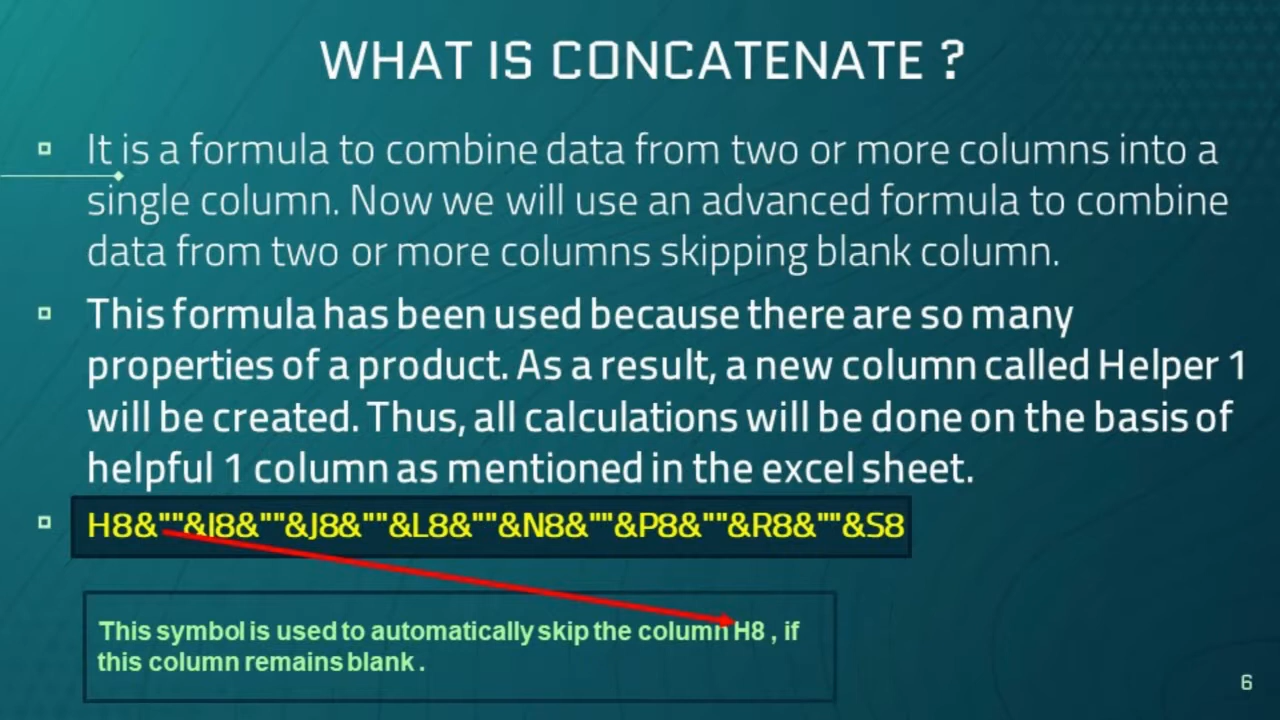 WHAT IS CONCATENATE ?
It is a formula to combine data from two or more columns into a
single column. Now we will use an advanced formula to combine
data from two or more columns skipping blank column.
This formula has been used because there are so many
properties of a product. As a result, a new column called Helper 1
will be created. Thus, all calculations will be done on the basis of
helpful 1 column as mentioned in the excel sheet.
H8&""&I8&""&J8&""&L8&""&N8&""&P8&""&R8&""&S8
This symbol is used to automatically skip the column H8 , if
this column remains blank .
6